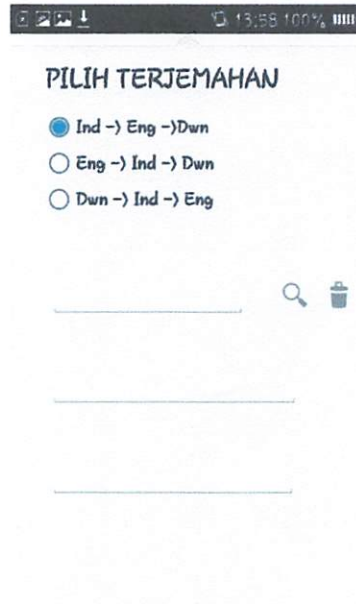 13:58 100%
PILIH TERJEMAHAN
Ind -> Eng ->Dwn
Eng -> Ind -> Dwn
Dwn -> Ind -> Eng